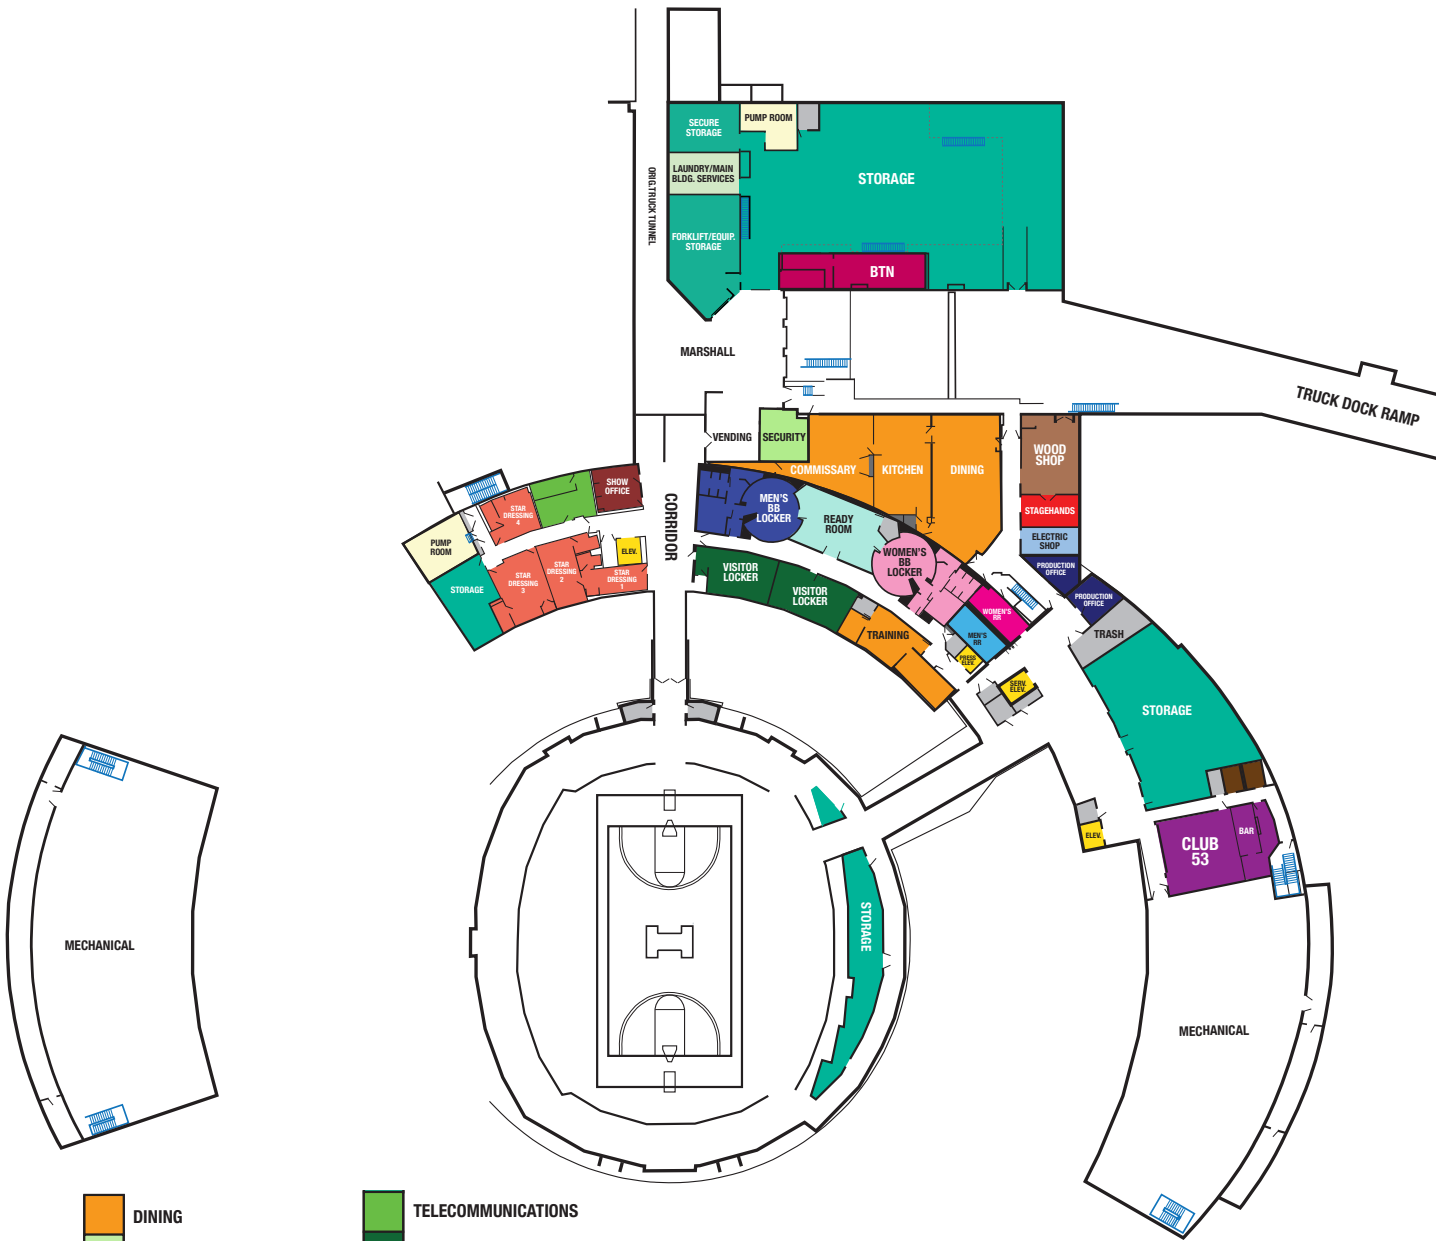 SECURE
STORAGE
PUMP ROOM
LAUNDRY/MAIN
BLDG. SERVICES
STORAGE
ORIG.TRUCK TUNNEL
FORKLIFT/EQUIP.
STORAGE
BTN
MARSHALL
TRUCK DOCK RAMP
VENDING
SECURITY
COMMISSARY
KITCHEN
DINING
WOOD
SHOP
SHOW
OFFICE
CORRIDOR
MEN'S
BB
LOCKER
READY
ROOM
STAGEHANDS
STAR
DRESSING
4
ELECTRIC
SHOP
PUMP
ROOM
ELEV.
WOMEN'S
BB
LOCKER
PRODUCTION
OFFICE
STORAGE
STAR
DRESSING
3
STAR
DRESSING
2
STAR
DRESSING
1
VISITOR
LOCKER
VISITOR
LOCKER
PRODUCTION
OFFICE
WOMEN'S
RR
TRAINING
MEN'S
RR
TRASH
PRESS
ELEV.
SERV.
ELEV.
STORAGE
ELEV.
CLUB
53
BAR
STORAGE
MECHANICAL
MECHANICAL
DINING
TELECOMMUNICATIONS